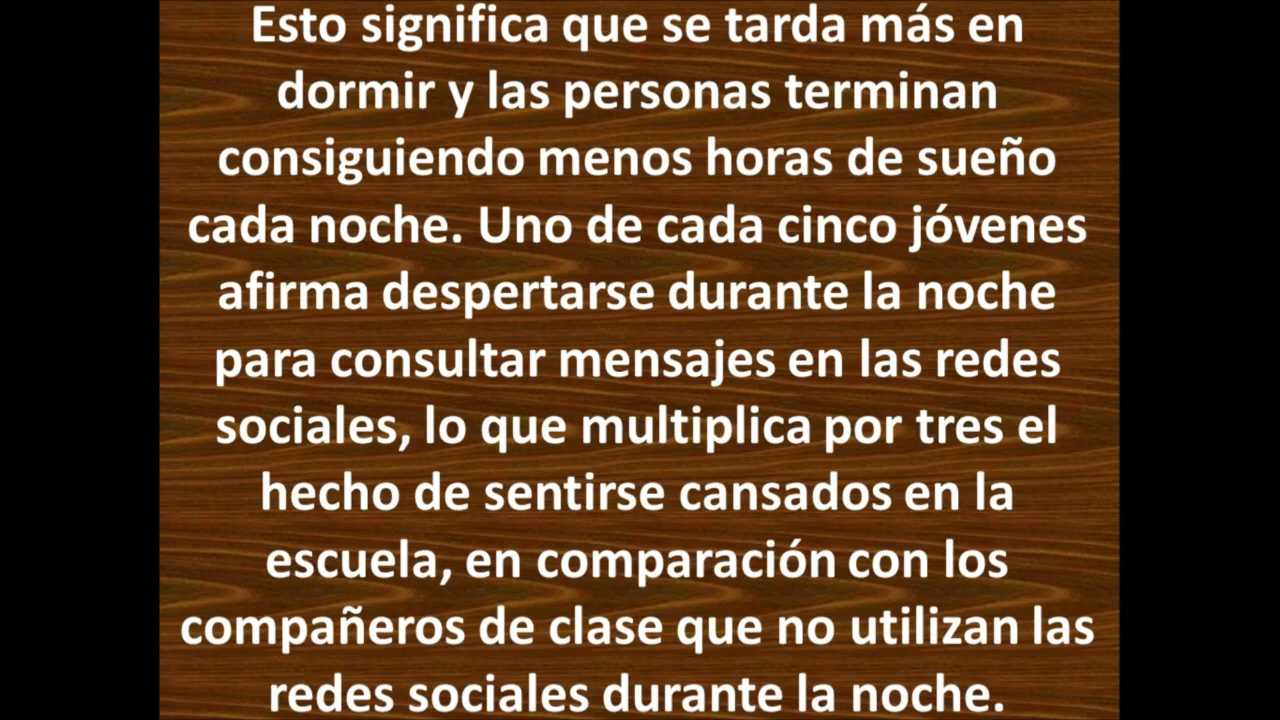 Esto significa que se tarda más en
dormir y las personas terminan
consiguiendo menos horas de sueño
cada noche. Uno de cada cinco jóvenes
afirma despertarse durante la noche
para consultar mensajes en las redes
sociales, lo que multiplica por tres el
hecho de sentirse cansados en la
escuela, en comparación con los
compañeros de clase que no utilizan las
redes sociales durante la noche.